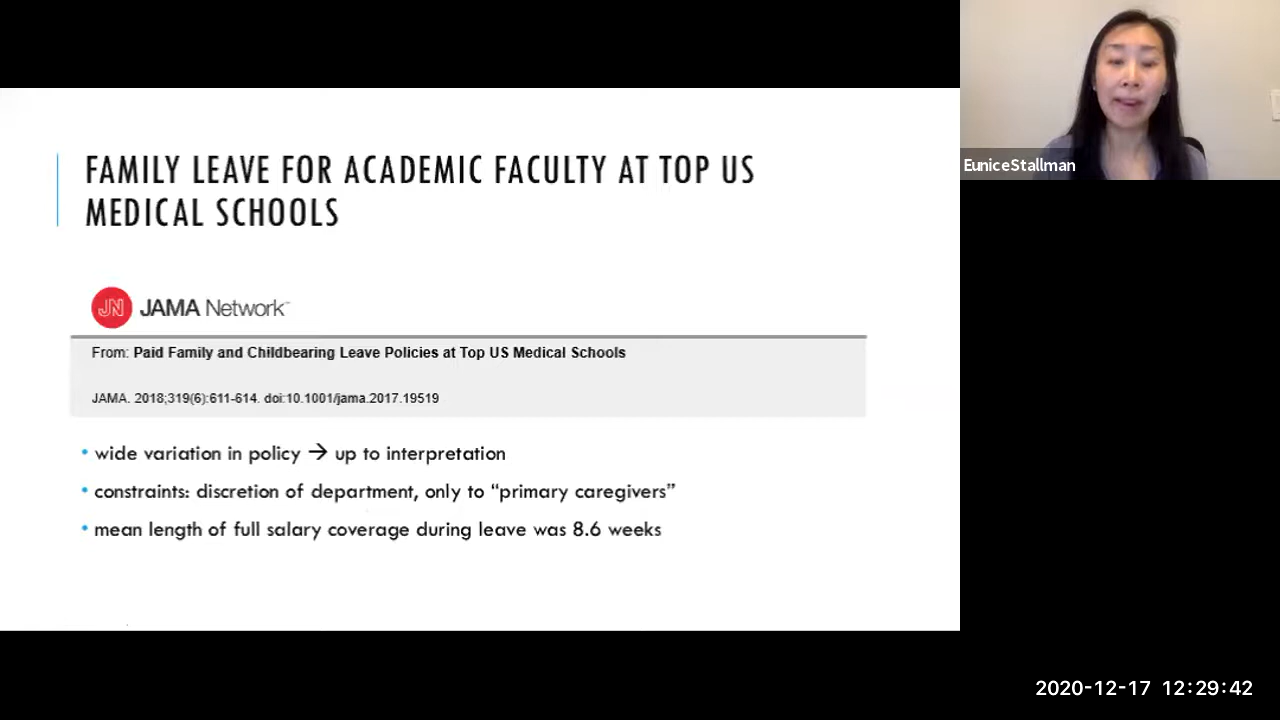 FAMILY LEAVE FOR ACADEMIC FACULTY AT TOP US
MEDICAL SCHOOLS
JN JAMA Network™
From: Paid Family and Childbearing Leave Policies at Top US Medical Schools
JAMA. 2018;319(6):611-614. doi:10.1001/jama.2017.19519
• wide variation in policy → up to interpretation
• constraints: discretion of department, only to “primary caregivers”
• mean length of full salary coverage during leave was 8.6 weeks
EuniceStallman
2020-12-17 12:29:42